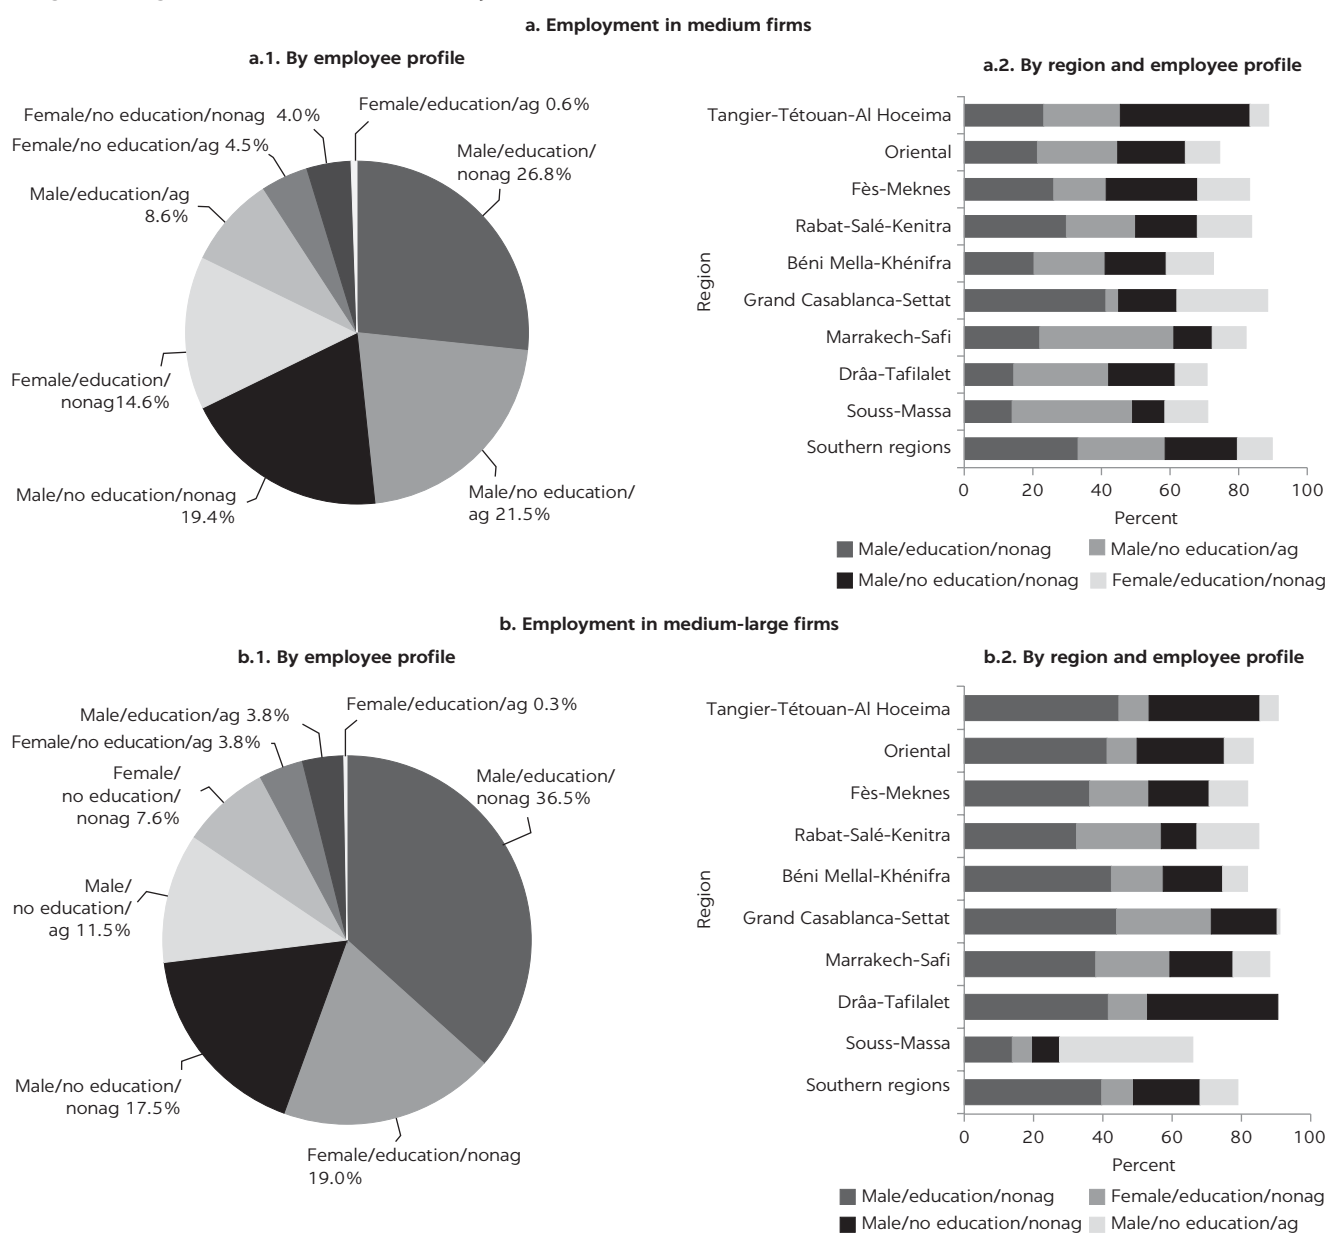 a. Employment in medium firms
a.1. By employee profile
Female/education/ag 0.6%
Female/no education/nonag 4.0%
Female/no education/ag 4.5%
Male/education/
nonag 26.8%
Male/education/ag
8.6%
Female/education/
nonag14.6%
Male/no education/nonag
19.4%
Male/no education/
ag 21.5%
a.2. By region and employee profile
Region
Tangier-Tétouan-Al Hoceima
Oriental
Fès-Meknes
Rabat-Salé-Kenitra
Béni Mella-Khénifra
Grand Casablanca-Settat
Marrakech-Safi
Drâa-Tafilalet
Souss-Massa
Southern regions
0 20 40 60 80 100
Percent
Male/education/nonag Male/no education/ag
Male/no education/nonag Female/education/nonag
b. Employment in medium-large firms
b.1. By employee profile
Female/education/ag 0.3%
Male/education/ag 3.8%
Female/no education/ag 3.8%
Female/
no education/
nonag 7.6%
Male/education/
nonag 36.5%
Male/
no education/
ag 11.5%
Male/no education/
nonag 17.5%
Female/education/nonag
19.0%
b.2. By region and employee profile
Region
Tangier-Tétouan-Al Hoceima
Oriental
Fès-Meknes
Rabat-Salé-Kenitra
Béni Mellal-Khénifra
Grand Casablanca-Settat
Marrakech-Safi
Drâa-Tafilalet
Souss-Massa
Southern regions
0 20 40 60 80 100
Percent
Male/education/nonag Female/education/nonag
Male/no education/nonag Male/no education/ag